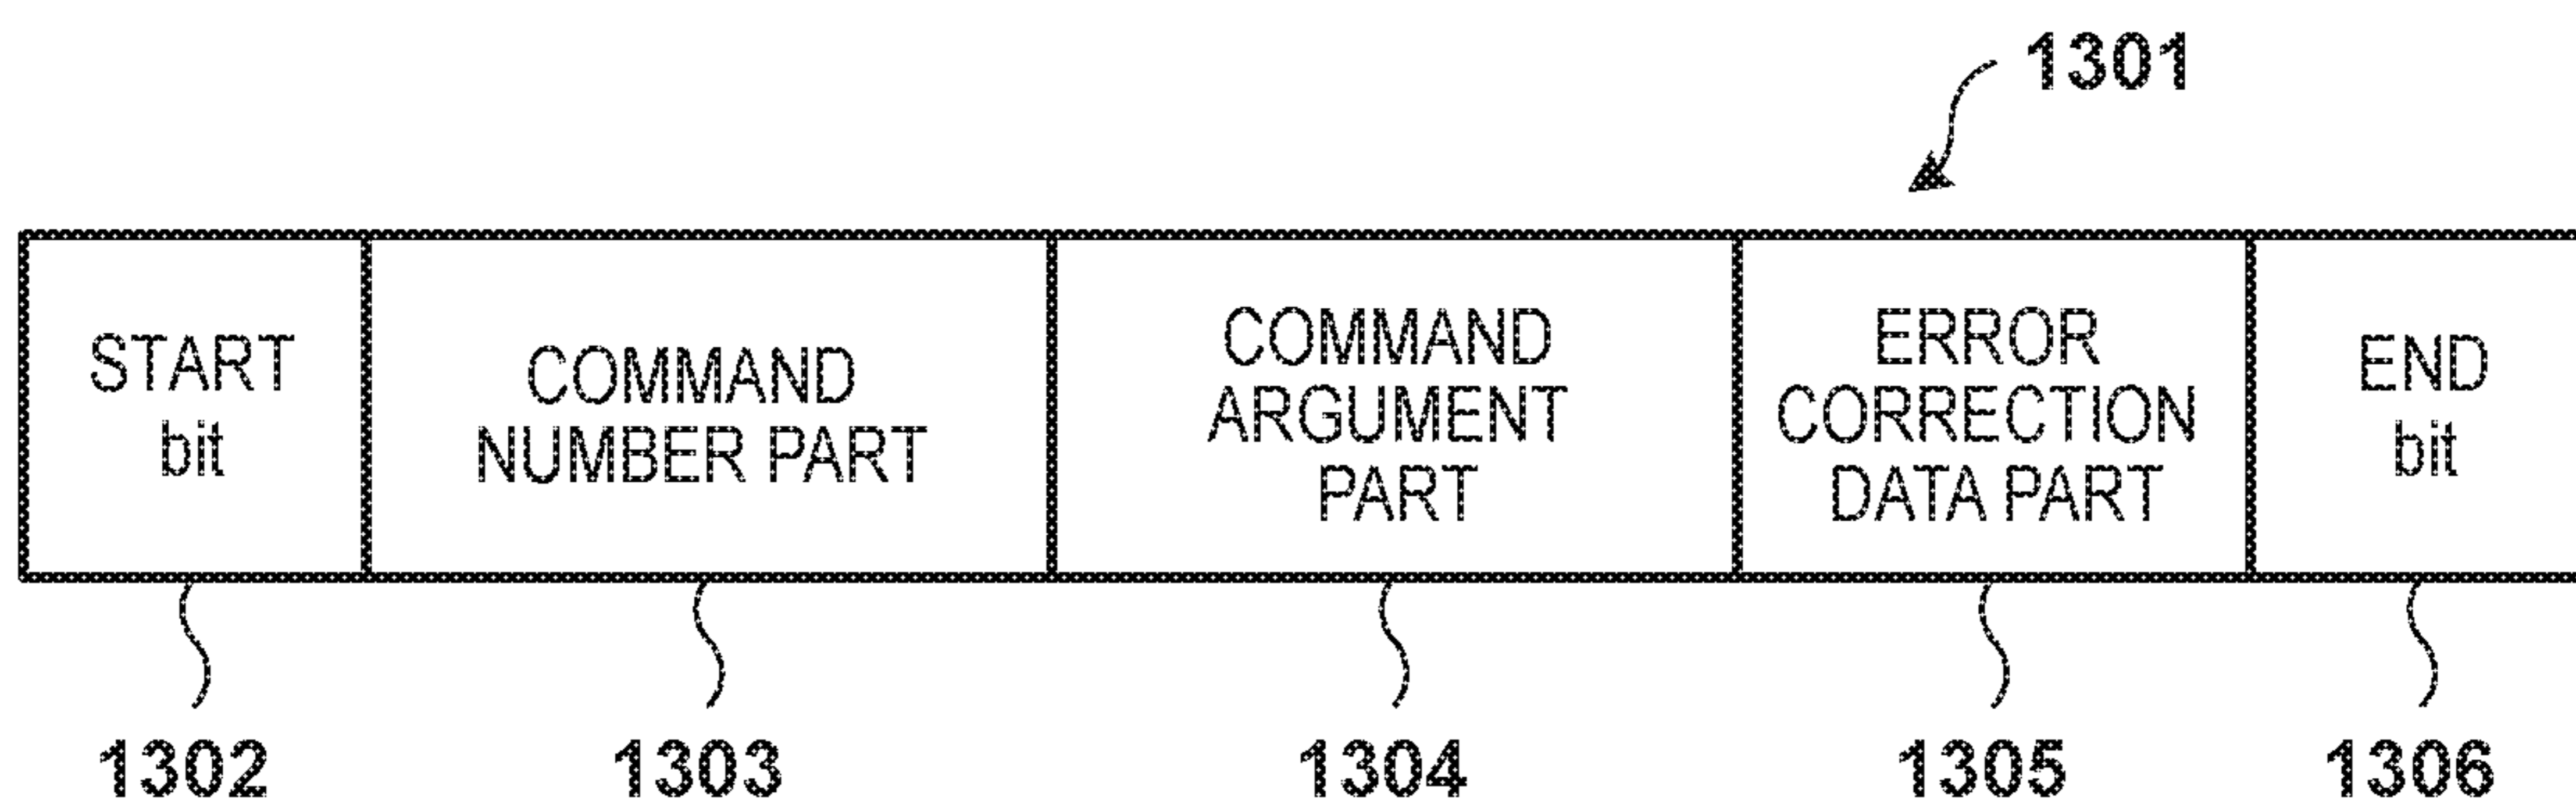 1301
START
bit
COMMAND
NUMBER PART
COMMAND
ARGUMENT
PART
ERROR
CORRECTION
DATA PART
END
bit
1302
1303
1304
1305
1306